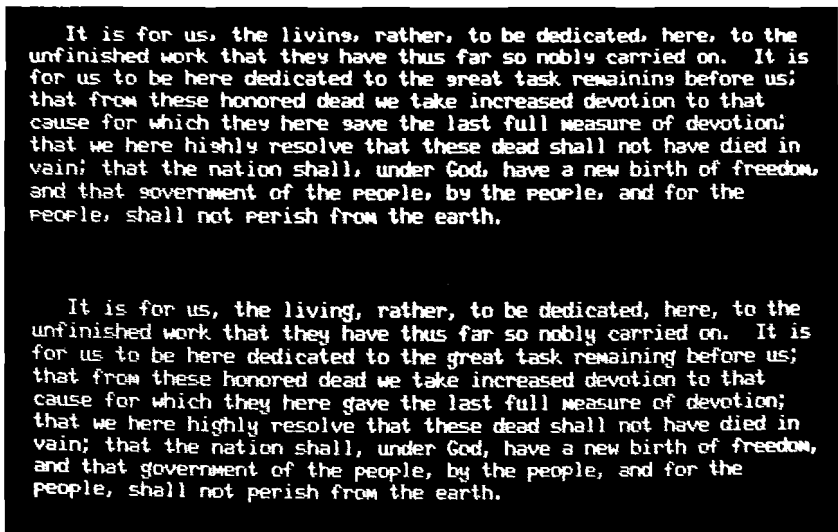 It is for us, the living, rather, to be dedicated, here, to the
unfinished work that they have thus far so nobly carried on. It is
for us to be here dedicated to the great task remaining before us;
that from these honored dead we take increased devotion to that
cause for which they here gave the last full measure of devotion;
that we here highly resolve that these dead shall not have died in
vain; that the nation shall, under God, have a new birth of freedom,
and that government of the people, by the people, and for the
people, shall not perish from the earth.
It is for us, the living, rather, to be dedicated, here, to the
unfinished work that they have thus far so nobly carried on. It is
for us to be here dedicated to the great task remaining before us;
that from these honored dead we take increased devotion to that
cause for which they here gave the last full measure of devotion;
that we here highly resolve that these dead shall not have died in
vain; that the nation shall, under God, have a new birth of freedom,
and that government of the people, by the people, and for the
people, shall not perish from the earth.